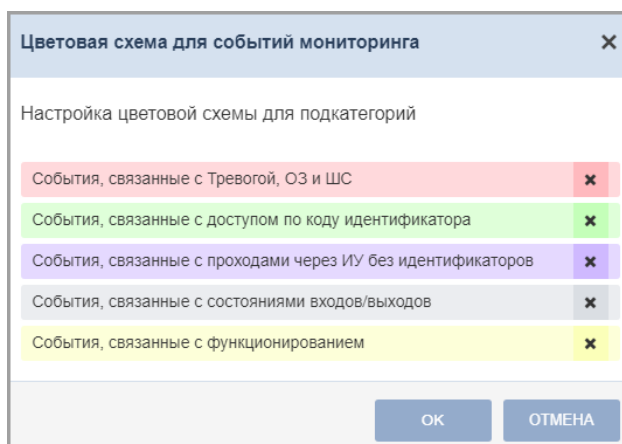 Цветовая схема для событий мониторинга
Настройка цветовой схемы для подкатегорий
События, связанные с Тревогой, ОЗ и ШС
События, связанные с доступом по коду идентификатора
События, связанные с проходами через ИУ без идентификаторов
События, связанные с состояниями входов/выходов
События, связанные с функционированием
ОК ОТМЕНА